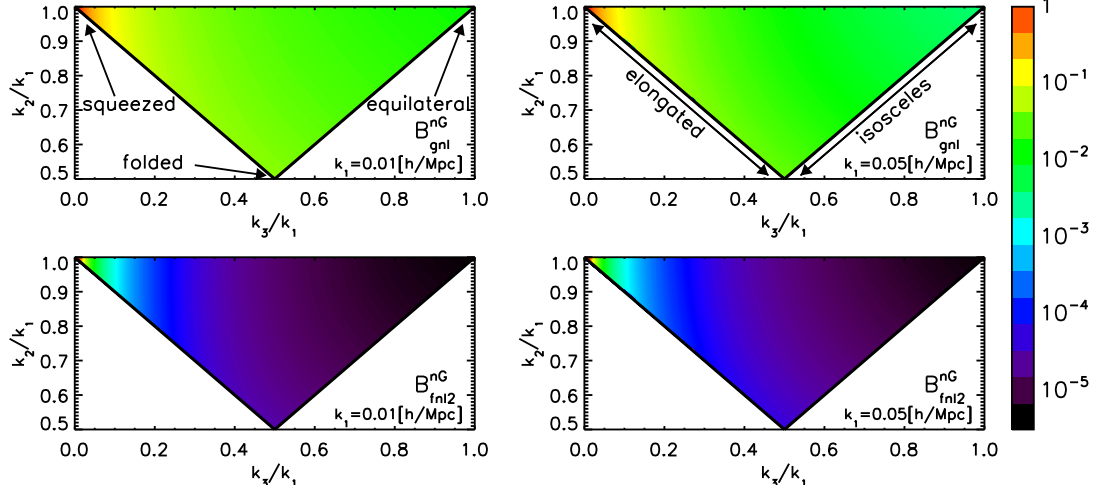 1.0
0.9
0.8
0.7
0.6
0.5
k2/k1
squeezed
equilateral
folded
B^nG_gnl
k1=0.01[h/Mpc]
0.0 0.2 0.4 0.6 0.8 1.0
k3/k1
1.0
0.9
0.8
0.7
0.6
0.5
k2/k1
elongated
isosceles
B^nG_gnl
k1=0.05[h/Mpc]
0.0 0.2 0.4 0.6 0.8 1.0
k3/k1
1.0
0.9
0.8
0.7
0.6
0.5
k2/k1
B^nG_fnl2
k1=0.01[h/Mpc]
0.0 0.2 0.4 0.6 0.8 1.0
k3/k1
1.0
0.9
0.8
0.7
0.6
0.5
k2/k1
B^nG_fnl2
k1=0.05[h/Mpc]
0.0 0.2 0.4 0.6 0.8 1.0
k3/k1
1
10^-1
10^-2
10^-3
10^-4
10^-5